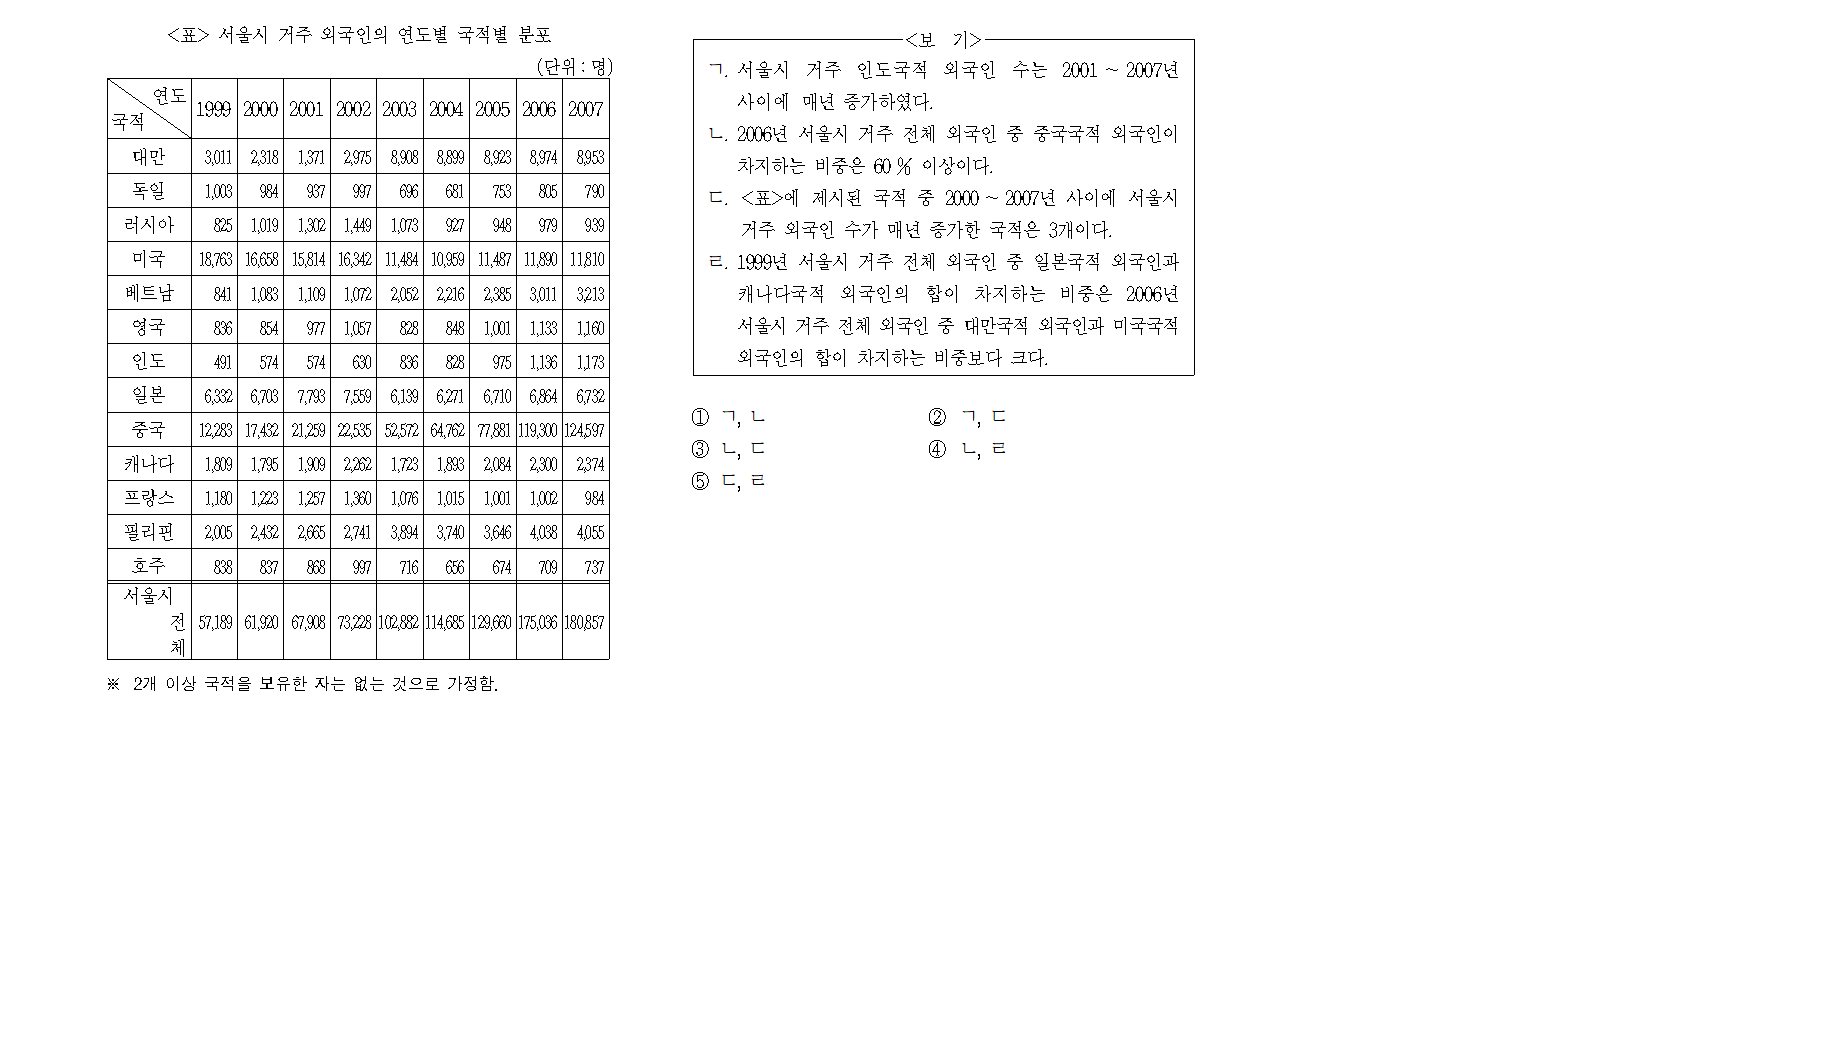 <표> 서울시 거주 외국인의 연도별 국적별 분포
(단위 : 명)
연도
국적
1999 2000 2001 2002 2003 2004 2005 2006 2007
대만 3,011 2,318 1,371 2,975 8,908 8,899 8,923 8,974 8,953
독일 1,003 984 937 997 696 681 753 805 790
러시아 825 1,019 1,302 1,449 1,073 927 948 979 939
미국 18,763 16,658 15,814 16,342 11,484 10,959 11,487 11,890 11,810
베트남 841 1,083 1,109 1,072 2,052 2,216 2,385 3,011 3,213
영국 836 854 977 1,057 828 848 1,001 1,133 1,160
인도 491 574 574 630 836 828 975 1,136 1,173
일본 6,332 6,703 7,793 7,559 6,139 6,271 6,710 6,864 6,732
중국 12,283 17,432 21,259 22,535 52,572 64,762 77,881 119,300 124,597
캐나다 1,809 1,795 1,909 2,262 1,723 1,893 2,084 2,300 2,374
프랑스 1,180 1,223 1,257 1,360 1,076 1,015 1,001 1,002 984
필리핀 2,005 2,432 2,665 2,741 3,894 3,740 3,646 4,038 4,055
호주 838 837 868 997 716 656 674 709 737
서울시
전
체
57,189 61,920 67,908 73,228 102,882 114,685 129,660 175,036 180,857
※ 2개 이상 국적을 보유한 자는 없는 것으로 가정함.
<보 기>
ㄱ. 서울시 거주 인도국적 외국인 수는 2001 ~ 2007년
사이에 매년 증가하였다.
ㄴ. 2006년 서울시 거주 전체 외국인 중 중국국적 외국인이
차지하는 비중은 60 % 이상이다.
ㄷ. <표>에 제시된 국적 중 2000 ~ 2007년 사이에 서울시
거주 외국인 수가 매년 증가한 국적은 3개이다.
ㄹ. 1999년 서울시 거주 전체 외국인 중 일본국적 외국인과
캐나다국적 외국인의 합이 차지하는 비중은 2006년
서울시 거주 전체 외국인 중 대만국적 외국인과 미국국적
외국인의 합이 차지하는 비중보다 크다.
① ㄱ, ㄴ ② ㄱ, ㄷ
③ ㄴ, ㄷ ④ ㄴ, ㄹ
⑤ ㄷ, ㄹ